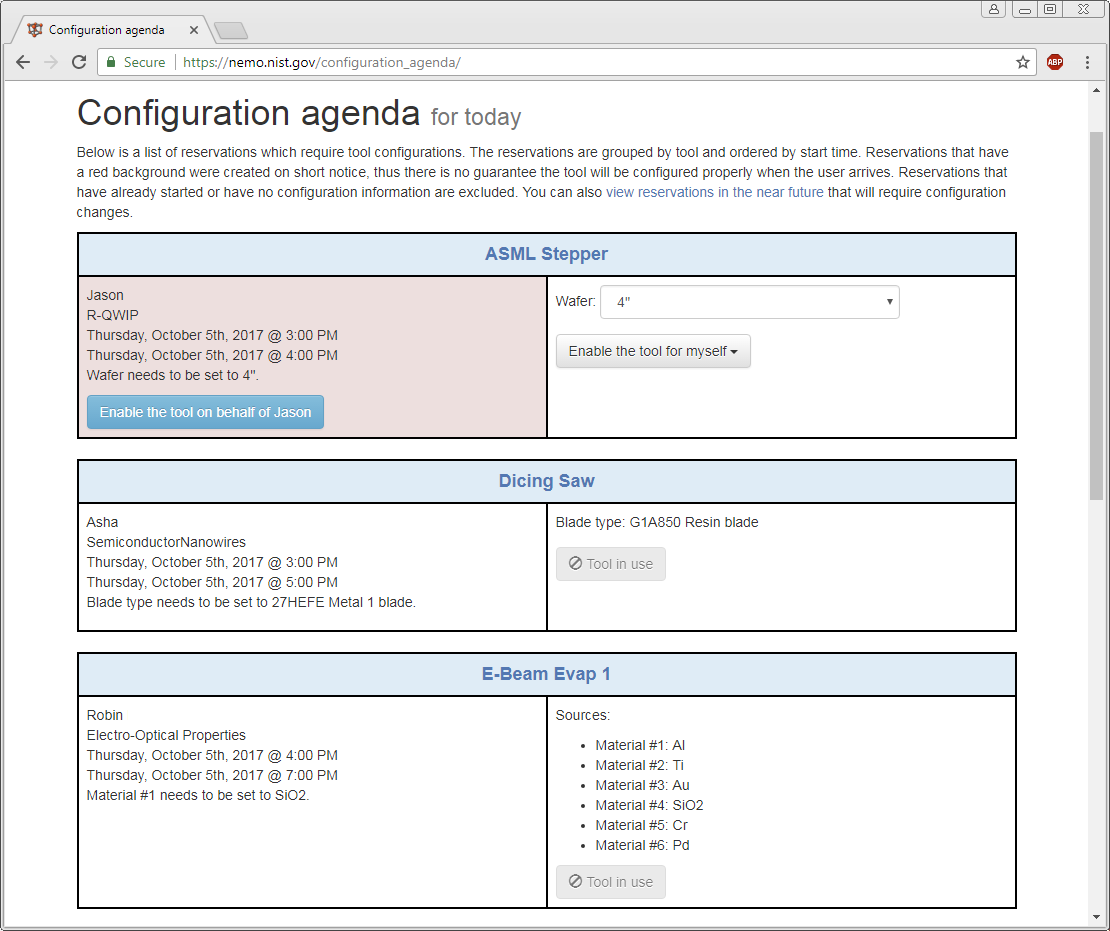 Configuration agenda
Secure
https://nemo.nist.gov/configuration_agenda/
ABP
Configuration agenda for today
Below is a list of reservations which require tool configurations. The reservations are grouped by tool and ordered by start time. Reservations that have
a red background were created on short notice, thus there is no guarantee the tool will be configured properly when the user arrives. Reservations that
have already started or have no configuration information are excluded. You can also view reservations in the near future that will require configuration
changes.
ASML Stepper
Jason
R-QWIP
Thursday, October 5th, 2017 @ 3:00 PM
Thursday, October 5th, 2017 @ 4:00 PM
Wafer needs to be set to 4".
Enable the tool on behalf of Jason
Wafer: 4"
Enable the tool for myself
Dicing Saw
Asha
SemiconductorNanowires
Thursday, October 5th, 2017 @ 3:00 PM
Thursday, October 5th, 2017 @ 5:00 PM
Blade type needs to be set to 27HEFE Metal 1 blade.
Blade type: G1A850 Resin blade
Tool in use
E-Beam Evap 1
Robin
Electro-Optical Properties
Thursday, October 5th, 2017 @ 4:00 PM
Thursday, October 5th, 2017 @ 7:00 PM
Material #1 needs to be set to SiO2.
Sources:
• Material #1: Al
• Material #2: Ti
• Material #3: Au
• Material #4: SiO2
• Material #5: Cr
• Material #6: Pd
Tool in use